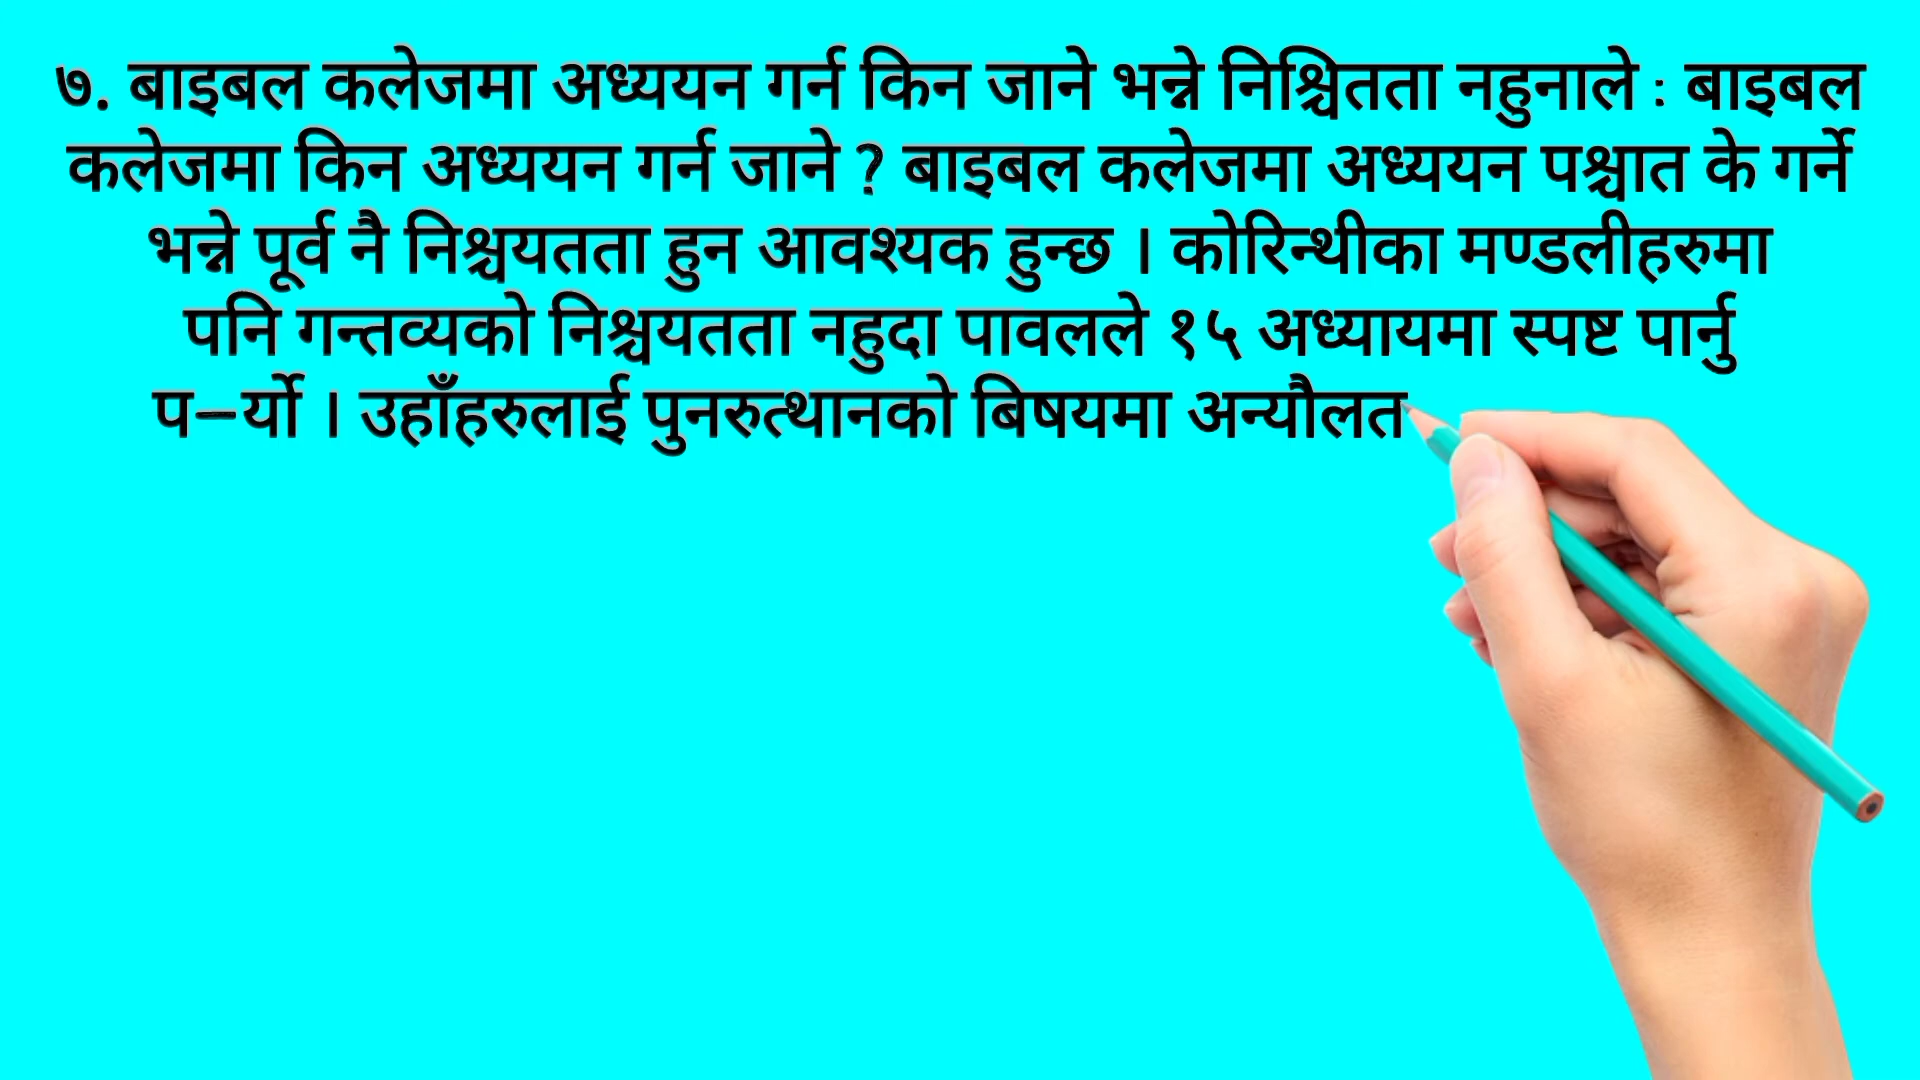 ७. बाइबल कलेजमा अध्ययन गर्न किन जाने भन्ने निश्चितता नहुनाले : बाइबल
कलेजमा किन अध्ययन गर्न जाने ? बाइबल कलेजमा अध्ययन पश्चात के गर्ने
भन्ने पूर्व नै निश्चयतता हुन आवश्यक हुन्छ । कोरिन्थीका मण्डलीहरुमा
पनि गन्तव्यको निश्चयतता नहुदा पावलले १५ अध्यायमा स्पष्ट पार्नु
प–र्यो । उहाँहरुलाई पुनरुत्थानको बिषयमा अन्यौलत